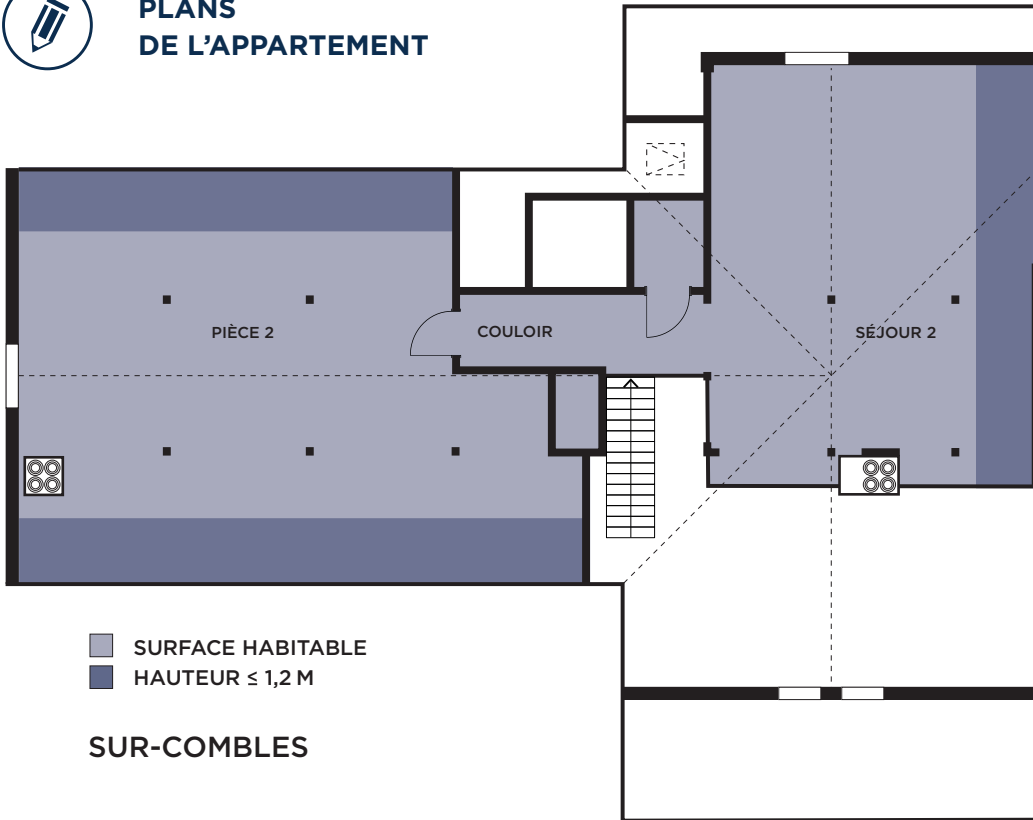 PLANS
DE L'APPARTEMENT
PIÈCE 2
COULOIR
SÉJOUR 2
SURFACE HABITABLE
HAUTEUR ≤ 1,2 M
SUR-COMBLES